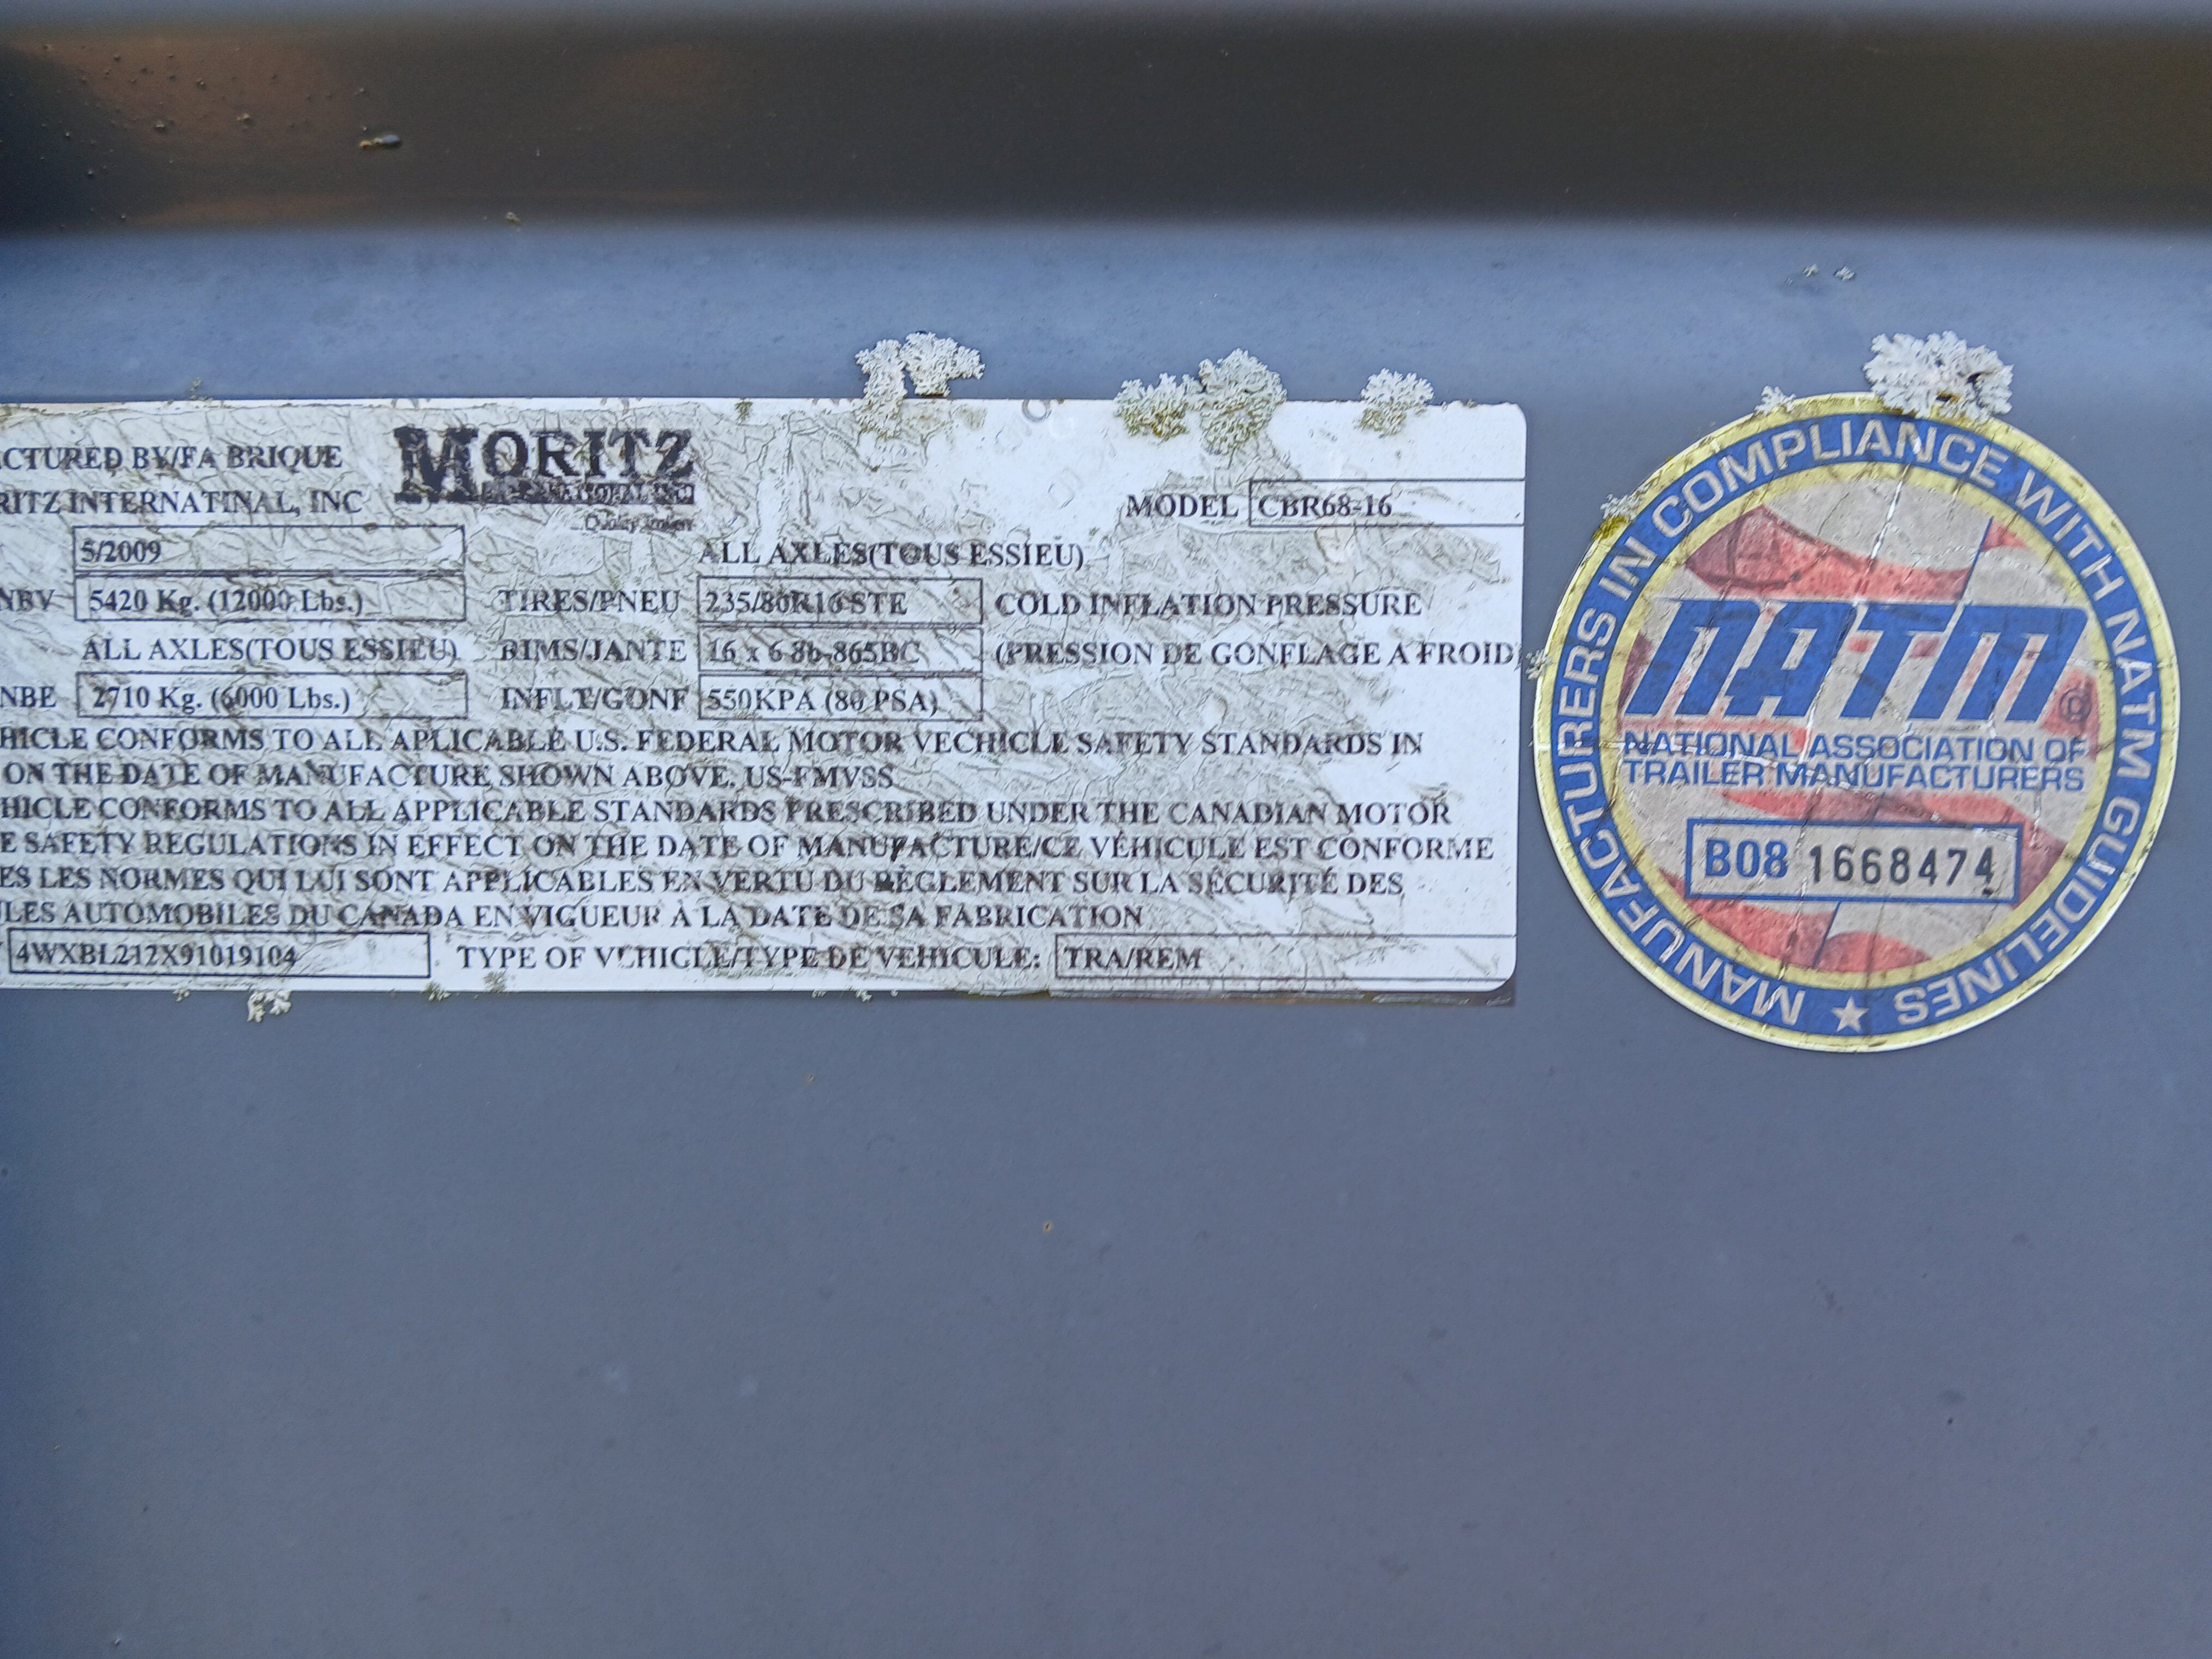 CTURED BY/FA BRIQUE
RITZ INTERNATINAL, INC
MORITZ
MODEL CBR68-16
5/2009
ALL AXLES(TOUS ESSIEU)
NBV 5420 Kg. (12000 Lbs.)
TIRES/PNEU 235/80R16 STE
COLD INFLATION PRESSURE
ALL AXLES(TOUS ESSIEU)
RIMS/JANTE 16 x 6 86-865BC
(PRESSION DE GONFLAGE A FROID)
NBE 2710 Kg. (6000 Lbs.)
INFLT/GONF 550KPA (80 PSA)
HICLE CONFORMS TO ALL APLICABLE U.S. FEDERAL MOTOR VECHICLE SAFETY STANDARDS IN
ON THE DATE OF MANUFACTURE SHOWN ABOVE. US-FMVSS
HICLE CONFORMS TO ALL APPLICABLE STANDARDS PRESCRIBED UNDER THE CANADIAN MOTOR
E SAFETY REGULATIONS IN EFFECT ON THE DATE OF MANUFACTURE/CE VÉHICULE EST CONFORME
ES LES NORMES QUI LUI SONT APPLICABLES EN VERTU DU RÈGLEMENT SUR LA SÉCURITÉ DES
ULES AUTOMOBILES DU CANADA EN VIGUEUR A LA DATE DE SA FABRICATION
4WXBL212X91019104
TYPE OF VEHICLE/TYPE DE VEHICULE: TRA/REM
MANUFACTURERS IN COMPLIANCE WITH NATM GUIDELINES
NATM
NATIONAL ASSOCIATION OF
TRAILER MANUFACTURERS
B08 1668474